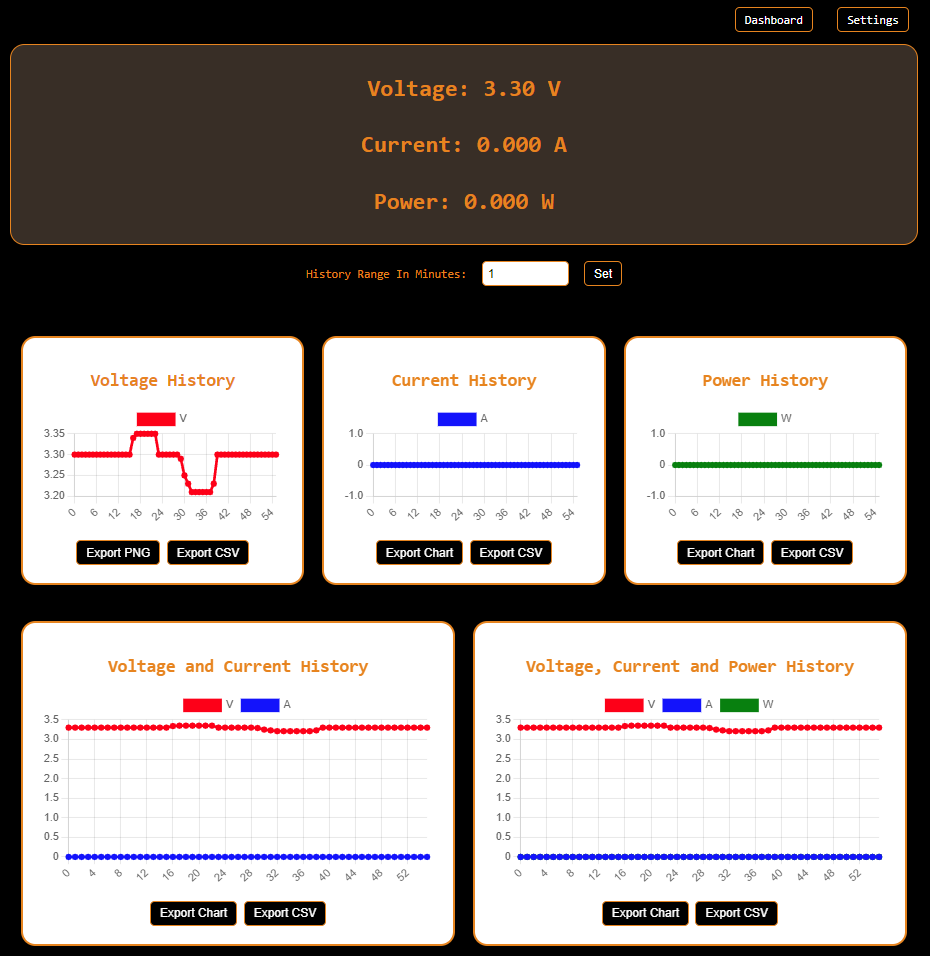 Dashboard Settings
Voltage: 3.30 V
Current: 0.000 A
Power: 0.000 W
History Range In Minutes: 1 Set
Voltage History
V
3.35
3.30
3.25
3.20
0 6 12 18 24 30 36 42 48 54
Export PNG Export CSV
Current History
A
1.0
0
-1.0
0 6 12 18 24 30 36 42 48 54
Export Chart Export CSV
Power History
W
1.0
0
-1.0
0 6 12 18 24 30 36 42 48 54
Export Chart Export CSV
Voltage and Current History
V A
3.5
3.0
2.5
2.0
1.5
1.0
0.5
0
0 4 8 12 16 20 24 28 32 36 40 44 48 52
Export Chart Export CSV
Voltage, Current and Power History
V A W
3.5
3.0
2.5
2.0
1.5
1.0
0.5
0
0 4 8 12 16 20 24 28 32 36 40 44 48 52
Export Chart Export CSV